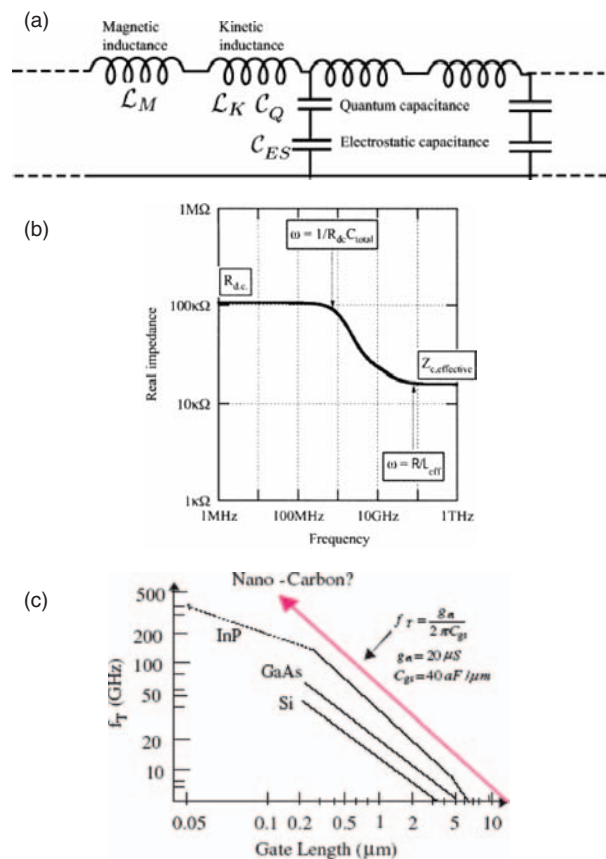 (a)
Magnetic
inductance
Kinetic
inductance
ℒM
ℒK
𝒞Q
Quantum capacitance
𝒞ES
Electrostatic capacitance
(b)
Real impedance
1MΩ
100KΩ
10KΩ
1KΩ
ω = 1/RdcCtotal
Rd.c.
Zc,effective
ω = R/Leff
1MHz
100MHz
10GHz
1THz
Frequency
(c)
Nano-Carbon?
fT (GHz)
500
200
100
50
20
10
InP
GaAs
Si
fT = gm / 2πCgs
gm = 20 µS
Cgs = 40 aF/µm
0.05
0.1
0.2
0.5
1
2
5
10
Gate Length (µm)